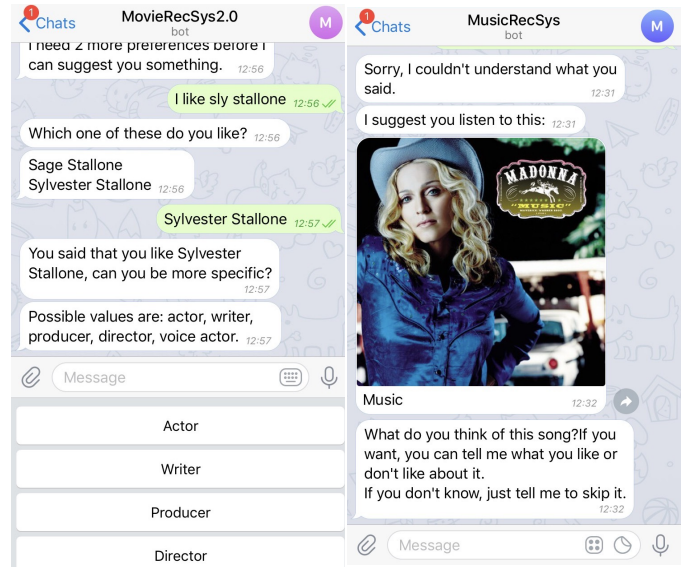 1
Chats
MovieRecSys2.0
bot
M
I need 2 more preferences before I
can suggest you something. 12:56
I like sly stallone 12:56
Which one of these do you like? 12:56
Sage Stallone
Sylvester Stallone 12:56
Sylvester Stallone 12:57
You said that you like Sylvester
Stallone, can you be more specific?
12:57
Possible values are: actor, writer,
producer, director, voice actor. 12:57
Message
Actor
Writer
Producer
Director
1
Chats
MusicRecSys
bot
M
Sorry, I couldn't understand what you
said. 12:31
I suggest you listen to this: 12:31
MADONNA
"MUSIC"
Music 12:32
What do you think of this song?If you
want, you can tell me what you like or
don't like about it.
If you don't know, just tell me to skip it.
12:32
Message